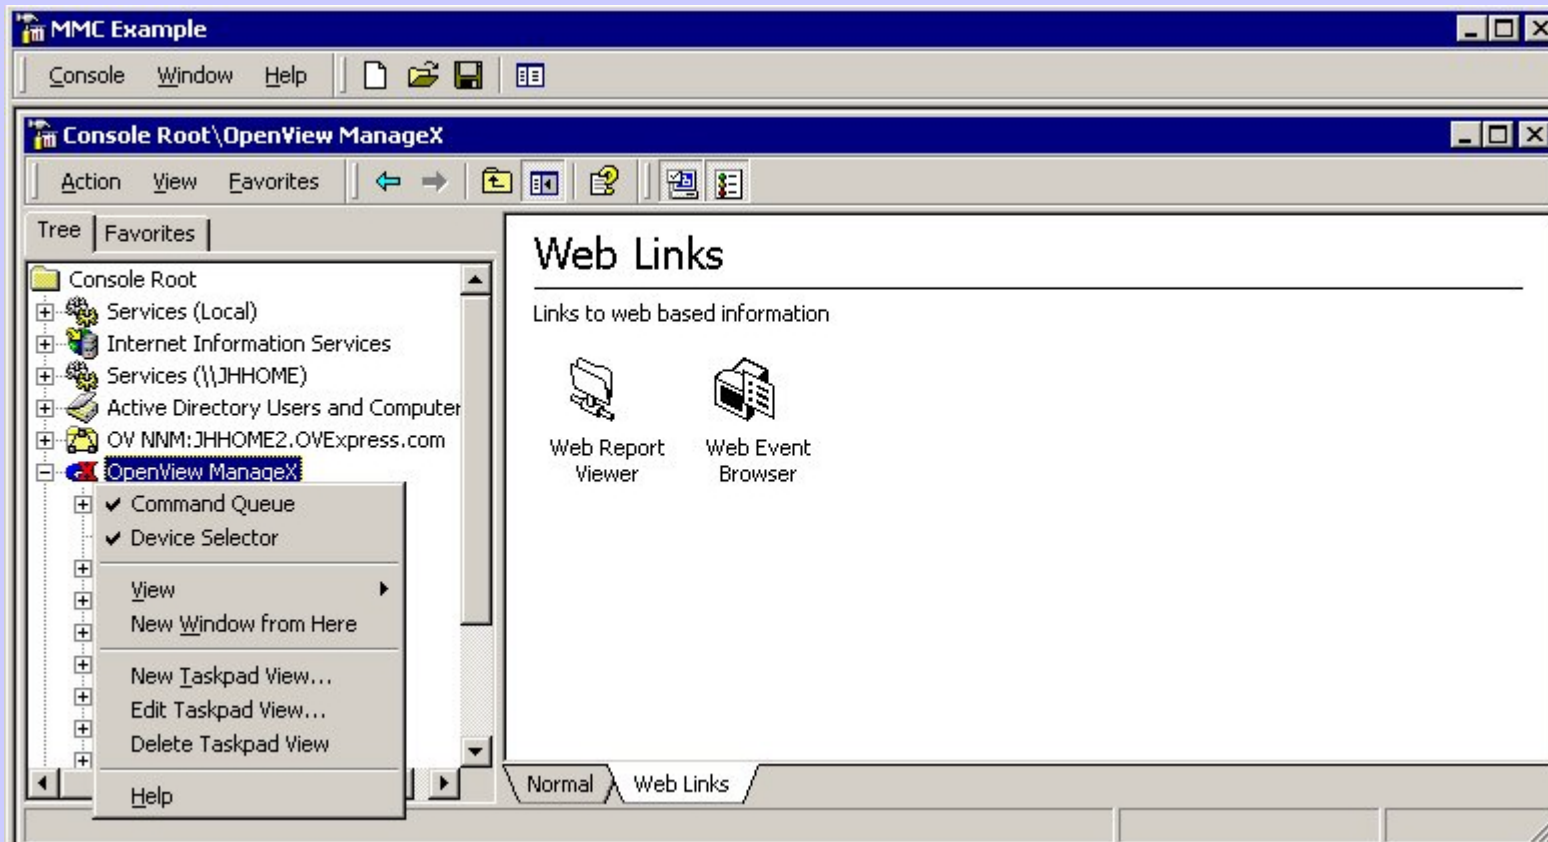 MMC Example
Console Window Help
Console Root\OpenView ManageX
Action View Favorites
Tree Favorites
Console Root
Services (Local)
Internet Information Services
Services (\\JHHOME)
Active Directory Users and Computer
OV NNM:JHHOME2.OVExpress.com
OpenView ManageX
Command Queue
Device Selector
View
New Window from Here
New Taskpad View...
Edit Taskpad View...
Delete Taskpad View
Help
Web Links
Links to web based information
Web Report Viewer
Web Event Browser
Normal Web Links